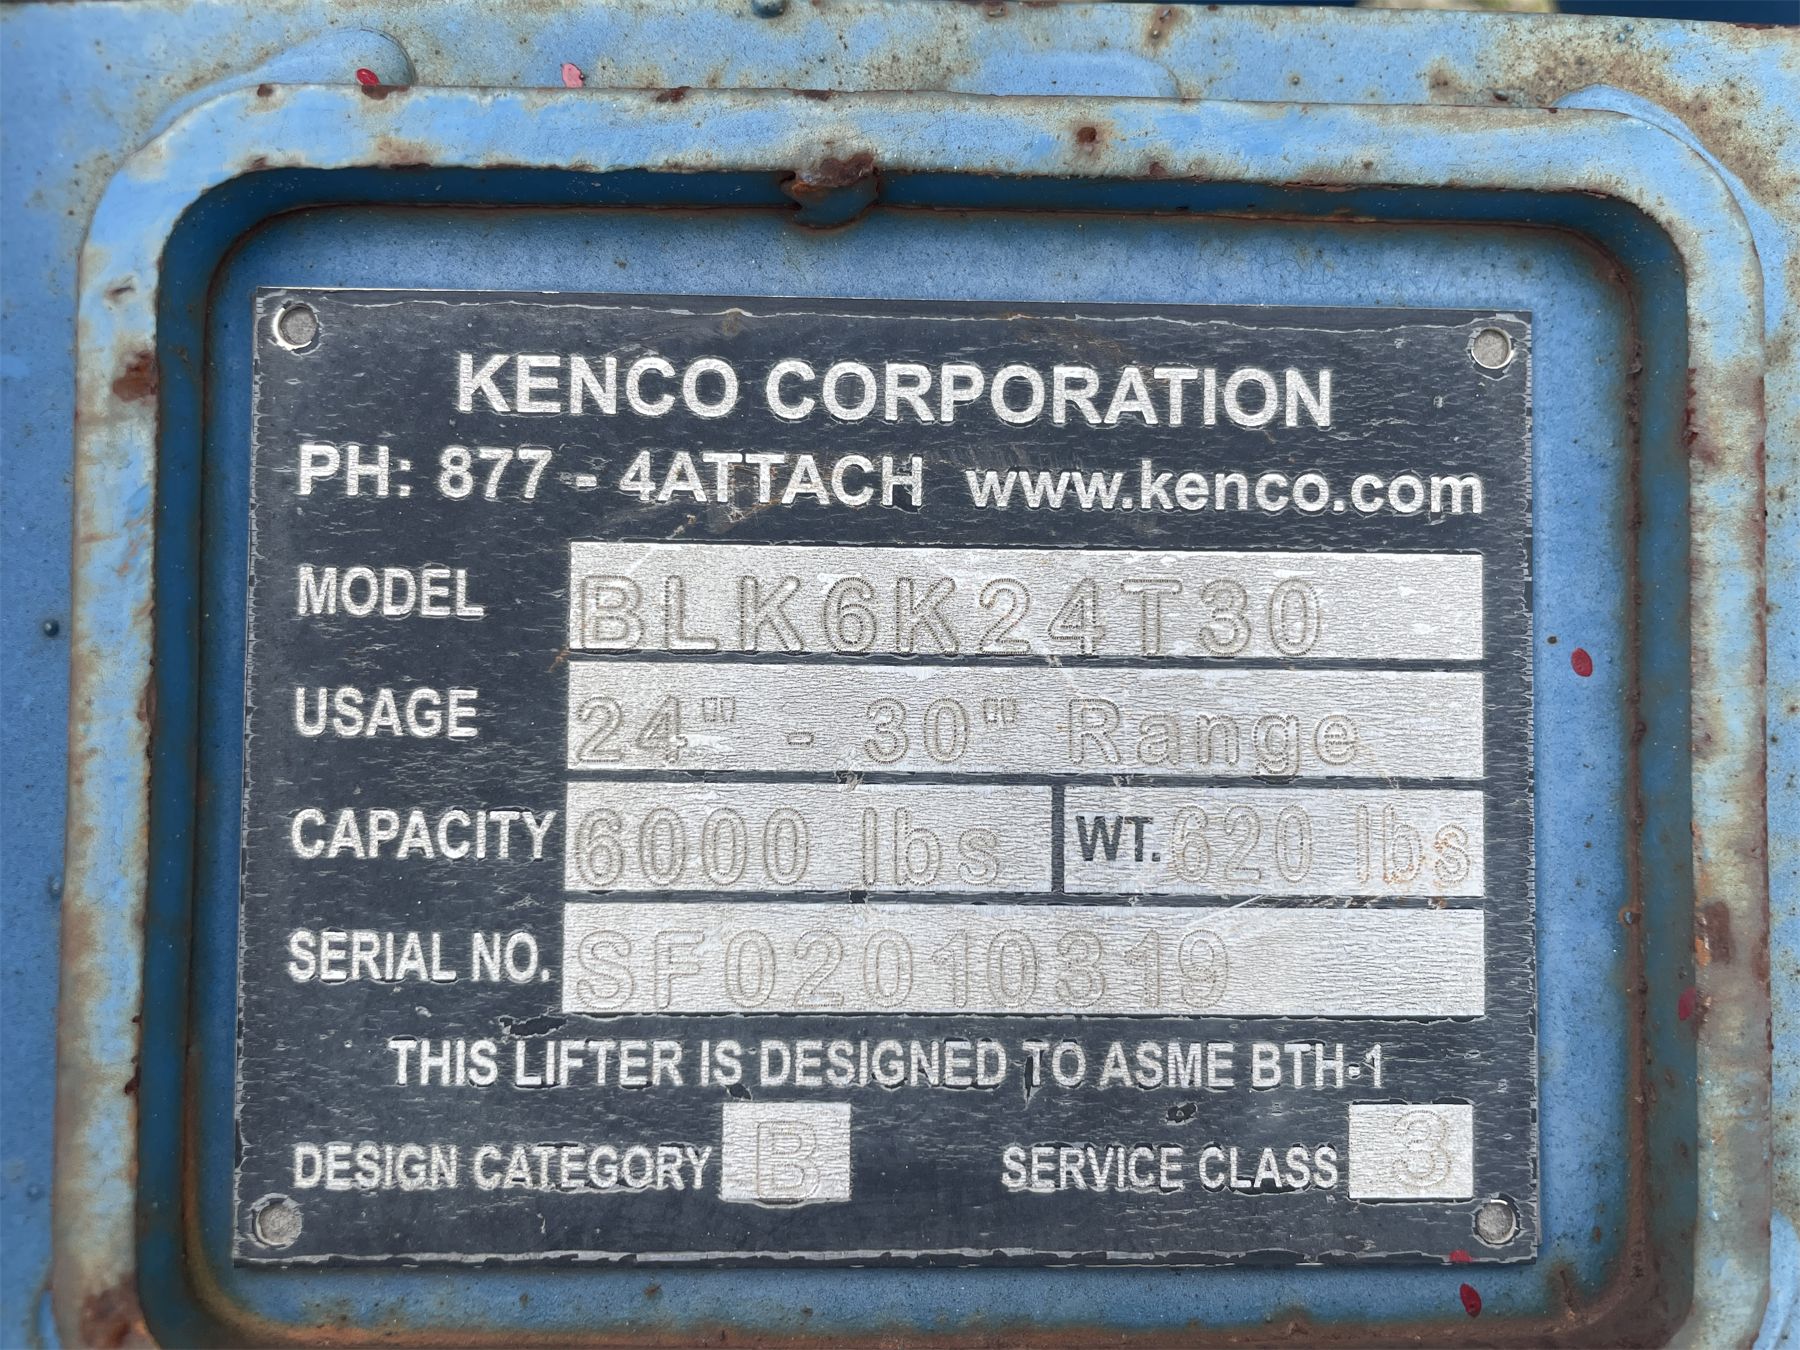 KENCO CORPORATION
PH: 877 - 4ATTACH www.kenco.com
MODEL BLK6K24T30
USAGE 24" - 30" Range
CAPACITY 6000 lbs WT. 620 lbs
SERIAL NO. SF02010319
THIS LIFTER IS DESIGNED TO ASME BTH-1
DESIGN CATEGORY B SERVICE CLASS 3